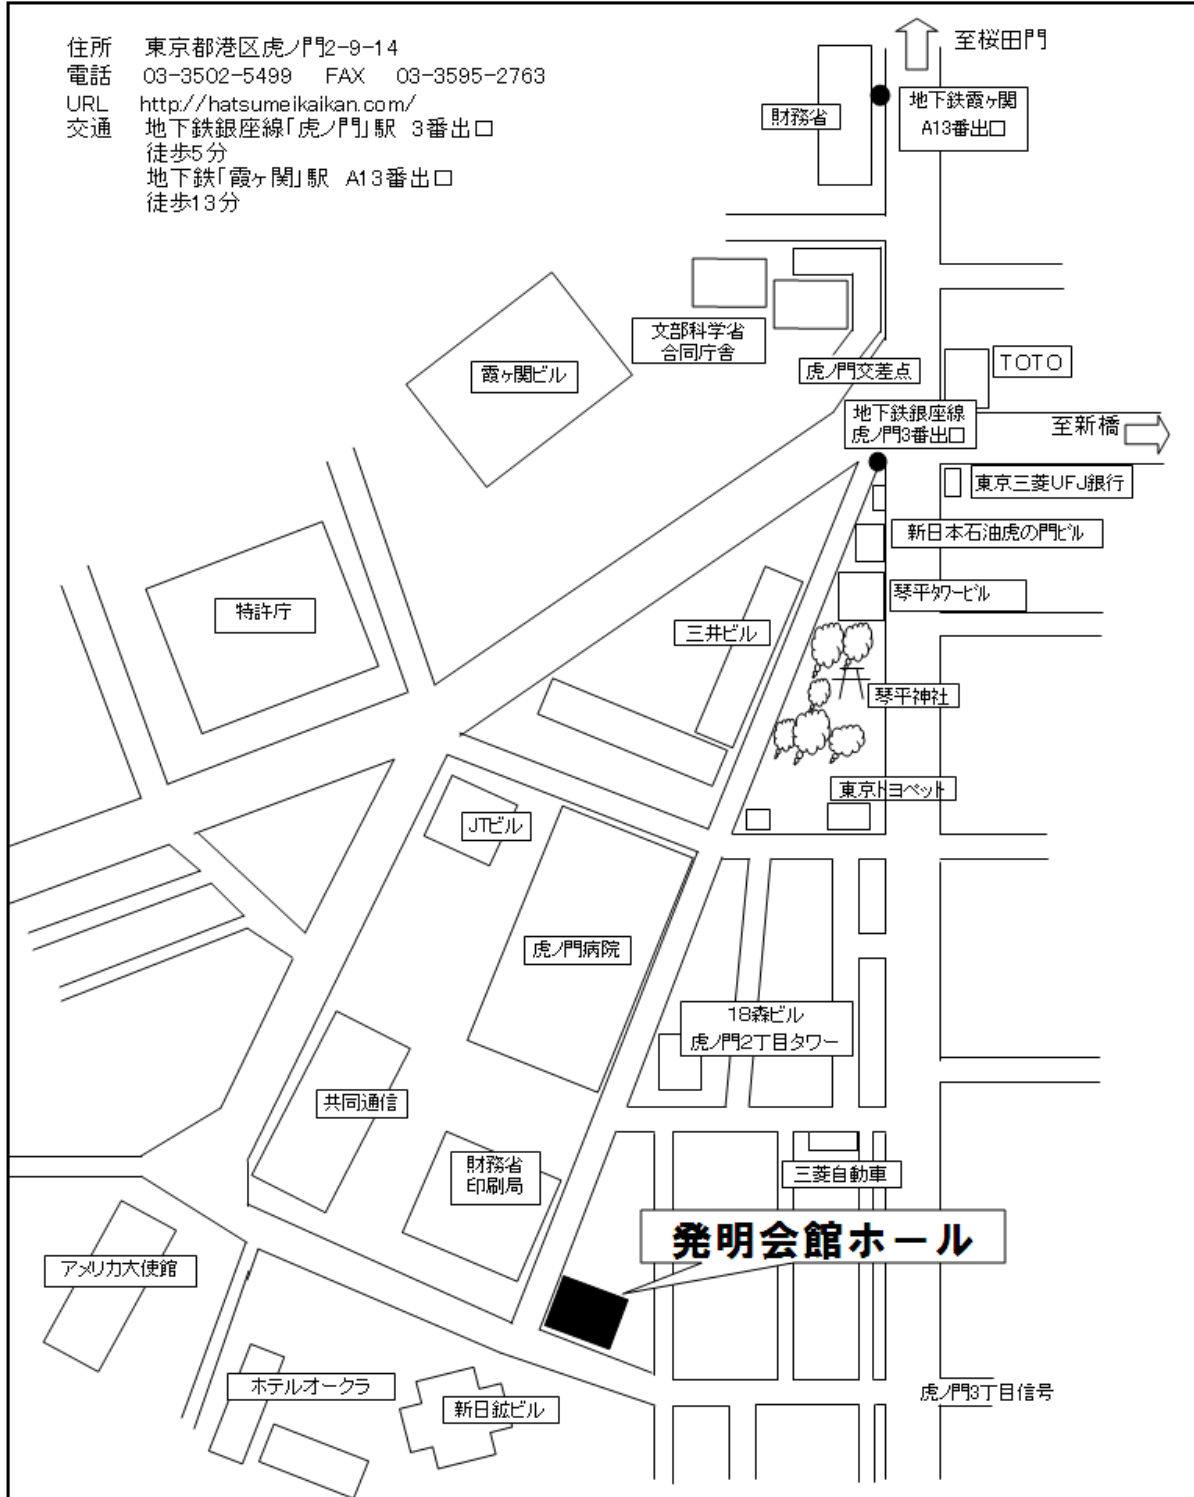 住所 東京都港区虎ノ門2-9-14
電話 03-3502-5499 FAX 03-3595-2763
URL http://hatsumeikaikan.com/
交通 地下鉄銀座線「虎ノ門」駅 3番出口
徒歩5分
地下鉄「霞ヶ関」駅 A13番出口
徒歩13分
至桜田門
財務省
地下鉄霞ヶ関
A13番出口
文部科学省
合同庁舎
霞ヶ関ビル
虎ノ門交差点
TOTO
地下鉄銀座線
虎ノ門3番出口
至新橋
東京三菱UFJ銀行
新日本石油虎の門ビル
琴平タワービル
特許庁
三井ビル
琴平神社
東京トヨペット
JTビル
虎ノ門病院
18森ビル
虎ノ門2丁目タワー
共同通信
財務省
印刷局
三菱自動車
発明会館ホール
アメリカ大使館
ホテルオークラ
新日鉱ビル
虎ノ門3丁目信号